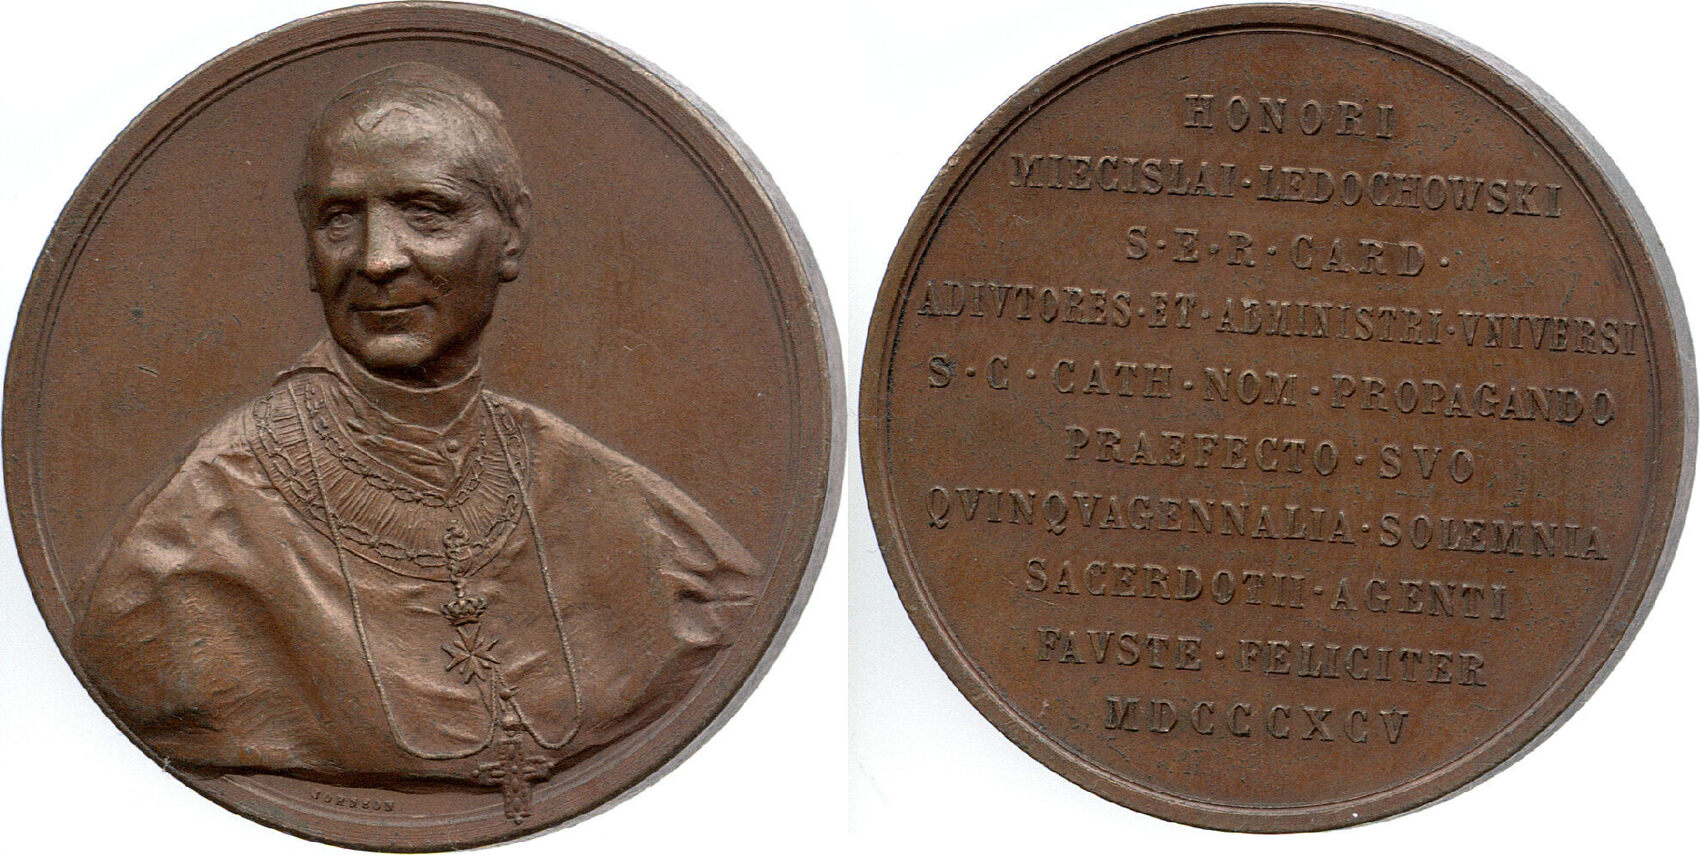 JOHNSON
HONORI
MIECISLAI · LEDOCHOWSKI
S · E · R · CARD ·
ADIVTORES · ET · ADMINISTRI · VNIVERSI
S · C · CATH · NOM · PROPAGANDO
PRAEFECTO · SVO
QVINQVAGENNALIA · SOLEMNIA
SACERDOTII · AGENTI
FAVSTE · FELICITER
MDCCCXCV